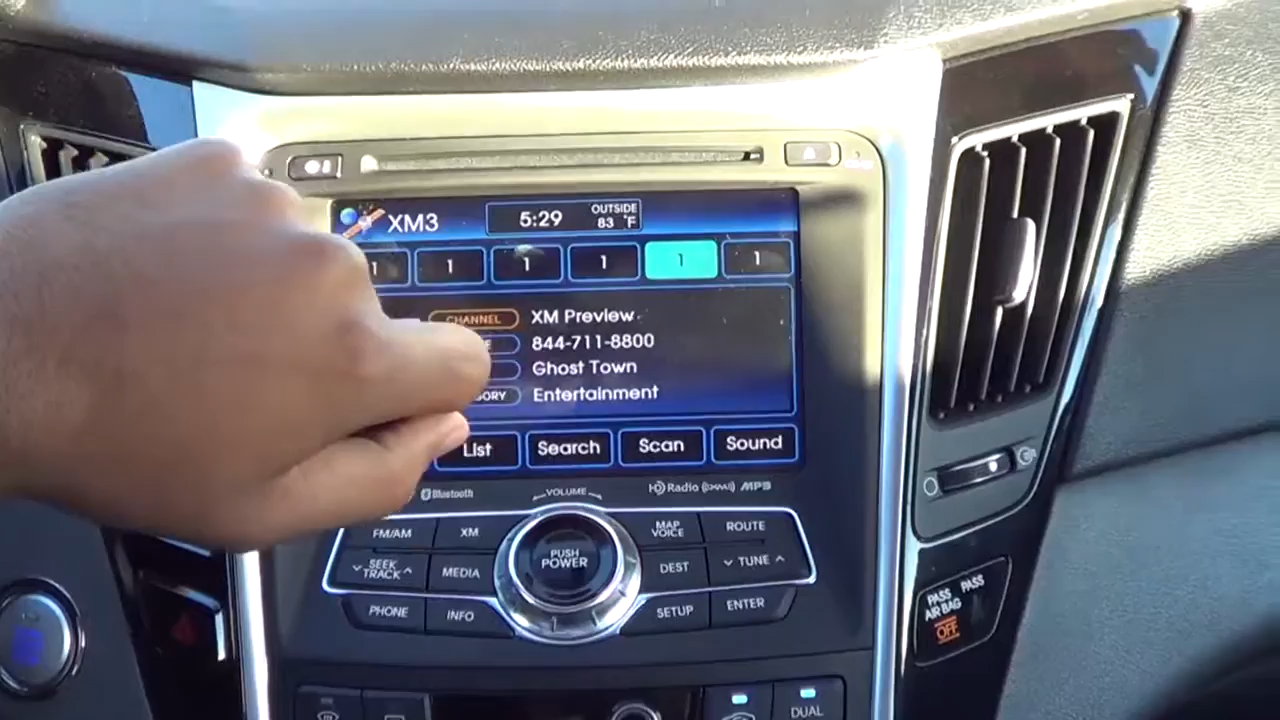 XM3
5:29
OUTSIDE
83 °F
1 1 1 1 1 1
CHANNEL XM Preview
844-711-8800
Ghost Town
Entertainment
List Search Scan Sound
Bluetooth
VOLUME
HD Radio ((XM)) MP3
FM/AM
XM
MAP
VOICE
ROUTE
SEEK
TRACK
MEDIA
PUSH
POWER
DEST
TUNE
PHONE
INFO
SETUP
ENTER
PASS
AIR BAG
OFF
PASS
DUAL